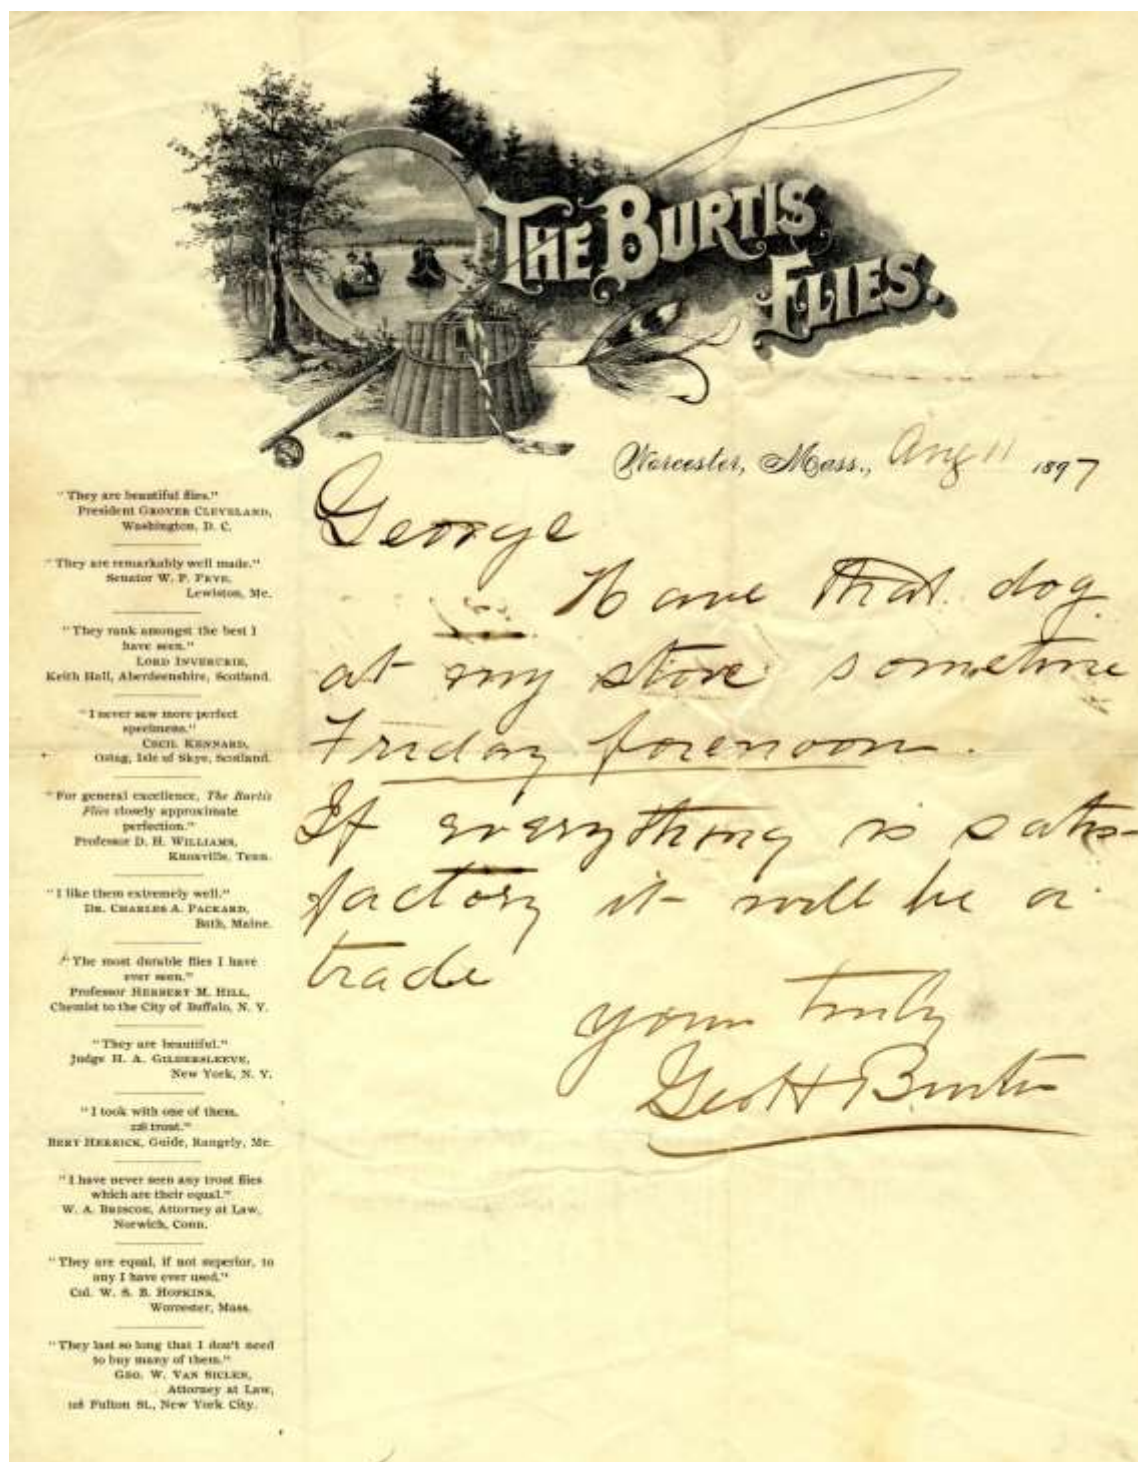 THE BURTIS
FLIES.
Worcester, Mass., Aug 11 1897
George
Have that dog
at my store sometime
Friday forenoon.
If everything is satis-
factory it will be a
trade
yours truly
Geo H Burtis
"They are beautiful flies."
President GROVER CLEVELAND,
Washington, D. C.
"They are remarkably well made."
Senator W. P. FRYE,
Lewiston, Me.
"They rank amongst the best I
have seen."
LORD INVERURIE,
Keith Hall, Aberdeenshire, Scotland.
"I never saw more perfect
specimens."
CECIL KENNARD,
Ostag, Isle of Skye, Scotland.
"For general excellence, The Burtis
Flies closely approximate
perfection."
Professor D. H. WILLIAMS,
Knoxville, Tenn.
"I like them extremely well."
DR. CHARLES A. PACKARD,
Bath, Maine.
"The most durable flies I have
ever seen."
Professor HERBERT M. HILL,
Chemist to the City of Buffalo, N. Y.
"They are beautiful."
Judge H. A. GILDERSLEEVE,
New York, N. Y.
"I took with one of them,
228 trout."
BERT HERRICK, Guide, Rangely, Me.
"I have never seen any trout flies
which are their equal."
W. A. BRISCOE, Attorney at Law,
Norwich, Conn.
"They are equal, if not superior, to
any I have ever used."
Col. W. S. B. HOPKINS,
Worcester, Mass.
"They last so long that I don't need
to buy many of them."
GEO. W. VAN SICLEN,
Attorney at Law,
Fulton St., New York City.